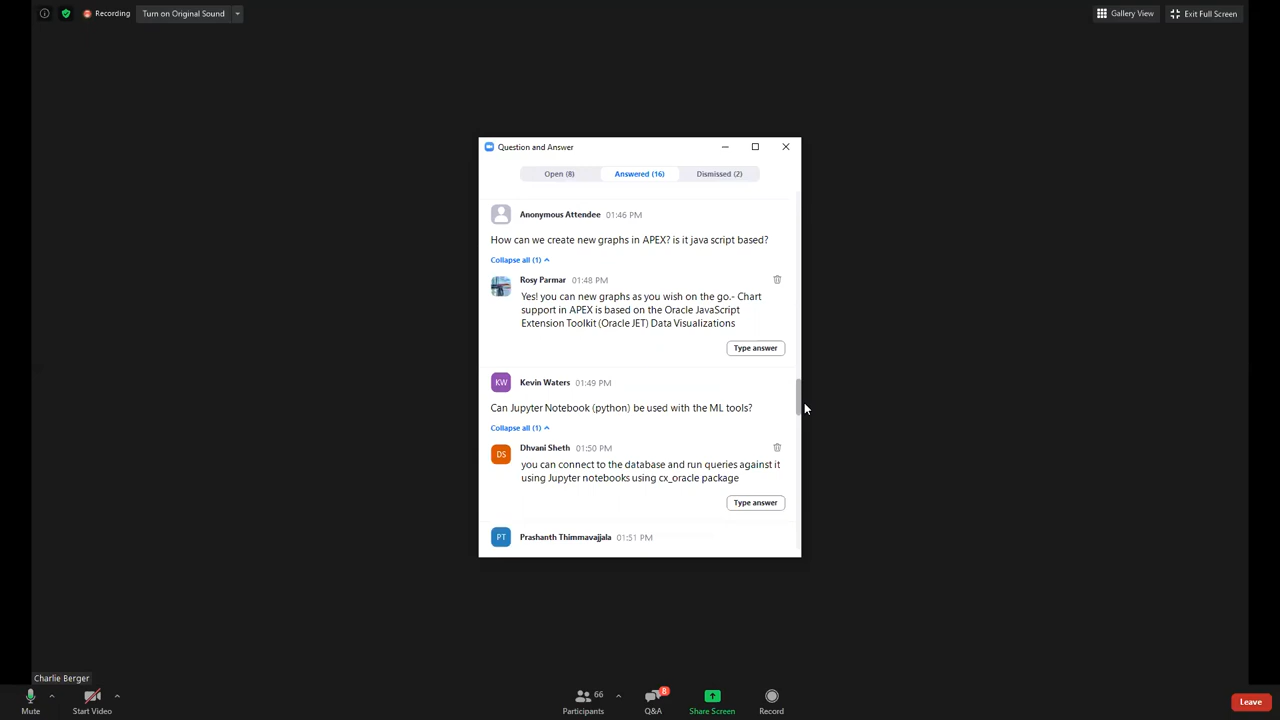 Recording
Turn on Original Sound
Gallery View
Exit Full Screen
Question and Answer
Open (8)
Answered (16)
Dismissed (2)
Anonymous Attendee 01:46 PM
How can we create new graphs in APEX? is it java script based?
Collapse all (1)
Rosy Parmar 01:48 PM
Yes! you can new graphs as you wish on the go.- Chart
support in APEX is based on the Oracle JavaScript
Extension Toolkit (Oracle JET) Data Visualizations
Type answer
KW Kevin Waters 01:49 PM
Can Jupyter Notebook (python) be used with the ML tools?
Collapse all (1)
DS Dhvani Sheth 01:50 PM
you can connect to the database and run queries against it
using Jupyter notebooks using cx_oracle package
Type answer
PT Prashanth Thimmavajjala 01:51 PM
Charlie Berger
Mute
Start Video
66
Participants
8
Q&A
Share Screen
Record
Leave